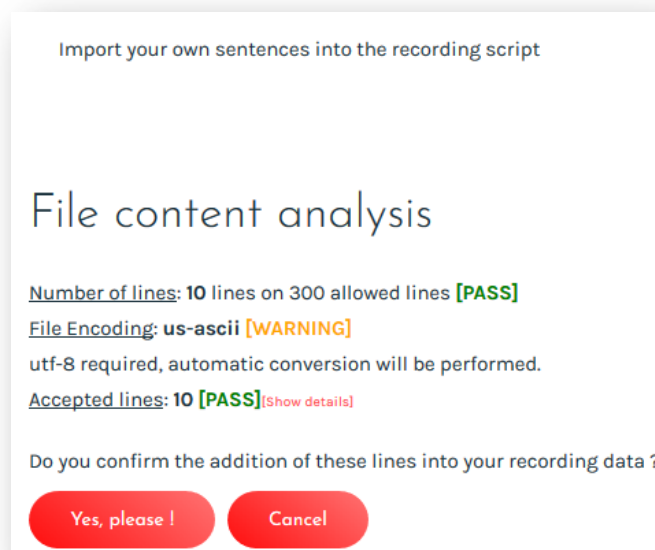 Import your own sentences into the recording script
File content analysis
Number of lines: 10 lines on 300 allowed lines [PASS]
File Encoding: us-ascii [WARNING]
utf-8 required, automatic conversion will be performed.
Accepted lines: 10 [PASS][Show details]
Do you confirm the addition of these lines into your recording data ?
Yes, please ! Cancel